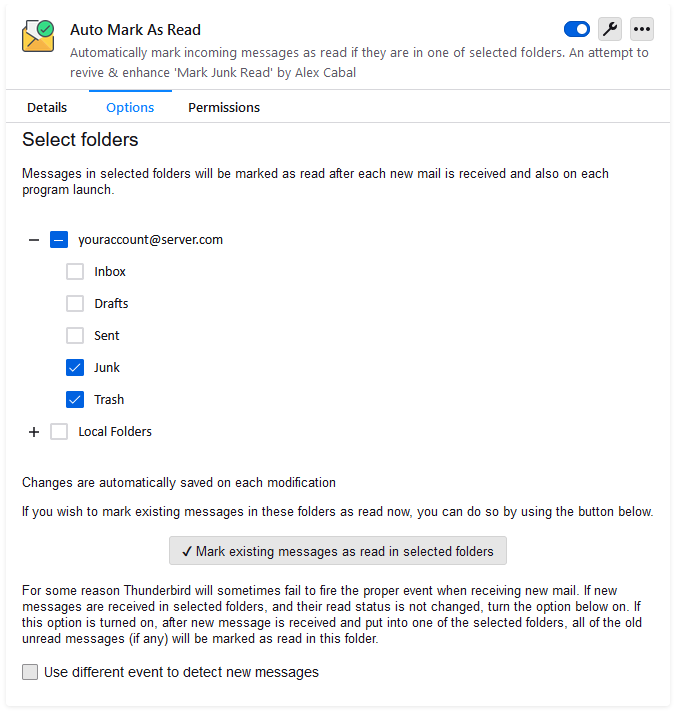 Auto Mark As Read
Automatically mark incoming messages as read if they are in one of selected folders. An attempt to
revive & enhance 'Mark Junk Read' by Alex Cabal
Details Options Permissions
Select folders
Messages in selected folders will be marked as read after each new mail is received and also on each
program launch.
youraccount@server.com
Inbox
Drafts
Sent
Junk
Trash
Local Folders
Changes are automatically saved on each modification
If you wish to mark existing messages in these folders as read now, you can do so by using the button below.
✔ Mark existing messages as read in selected folders
For some reason Thunderbird will sometimes fail to fire the proper event when receiving new mail. If new
messages are received in selected folders, and their read status is not changed, turn the option below on. If
this option is turned on, after new message is received and put into one of the selected folders, all of the old
unread messages (if any) will be marked as read in this folder.
Use different event to detect new messages